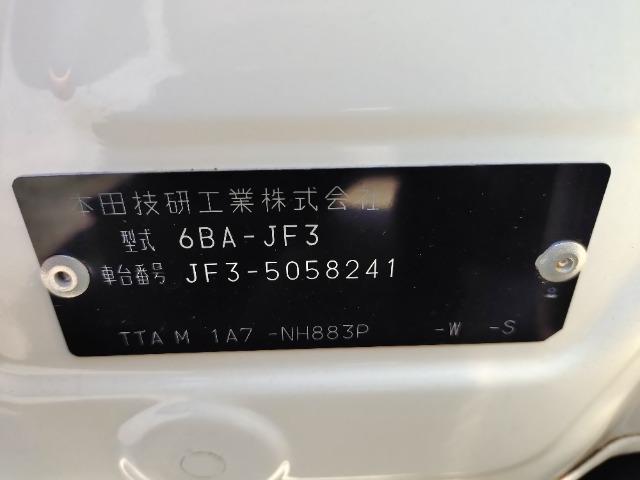 本田技研工業株式会社
型式 6BA-JF3
車台番号 JF3-5058241
TTA M 1A7 -NH883P -W -S